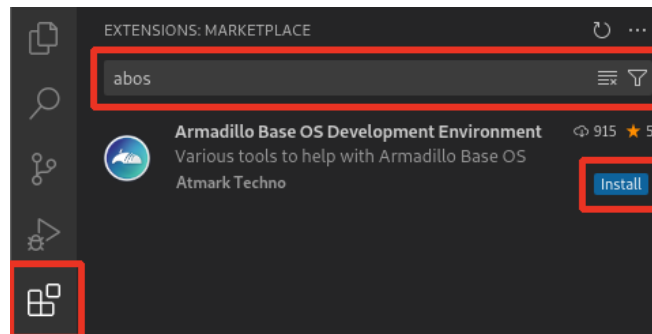 EXTENSIONS: MARKETPLACE
abos
Armadillo Base OS Development Environment 915 ★ 5
Various tools to help with Armadillo Base OS
Atmark Techno
Install